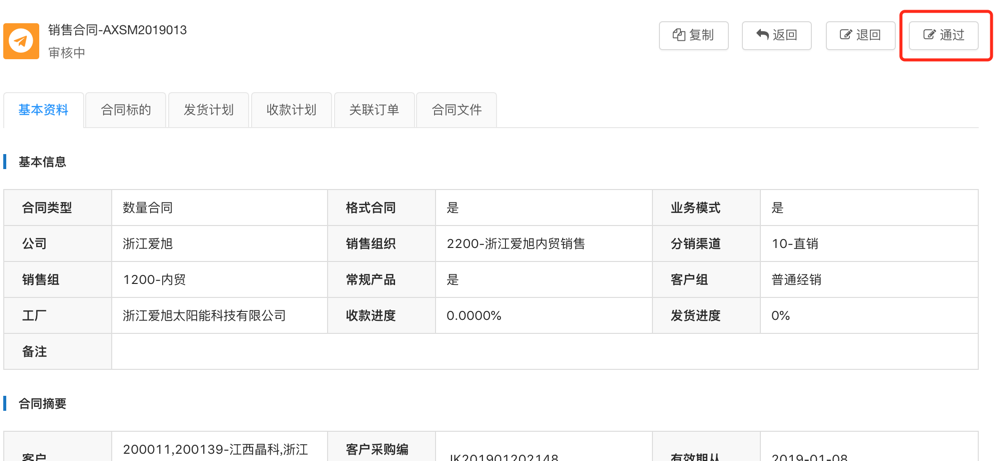 销售合同-AXSM2019013
审核中
复制 返回 退回 通过
基本资料 合同标的 发货计划 收款计划 关联订单 合同文件
基本信息
合同类型 数量合同 格式合同 是 业务模式 是
公司 浙江爱旭 销售组织 2200-浙江爱旭内贸销售 分销渠道 10-直销
销售组 1200-内贸 常规产品 是 客户组 普通经销
工厂 浙江爱旭太阳能科技有限公司 收款进度 0.0000% 发货进度 0%
备注
合同摘要
客户 200011,200139-江西晶科,浙江 客户采购编 JK201901202148 有效期从 2019-01-08